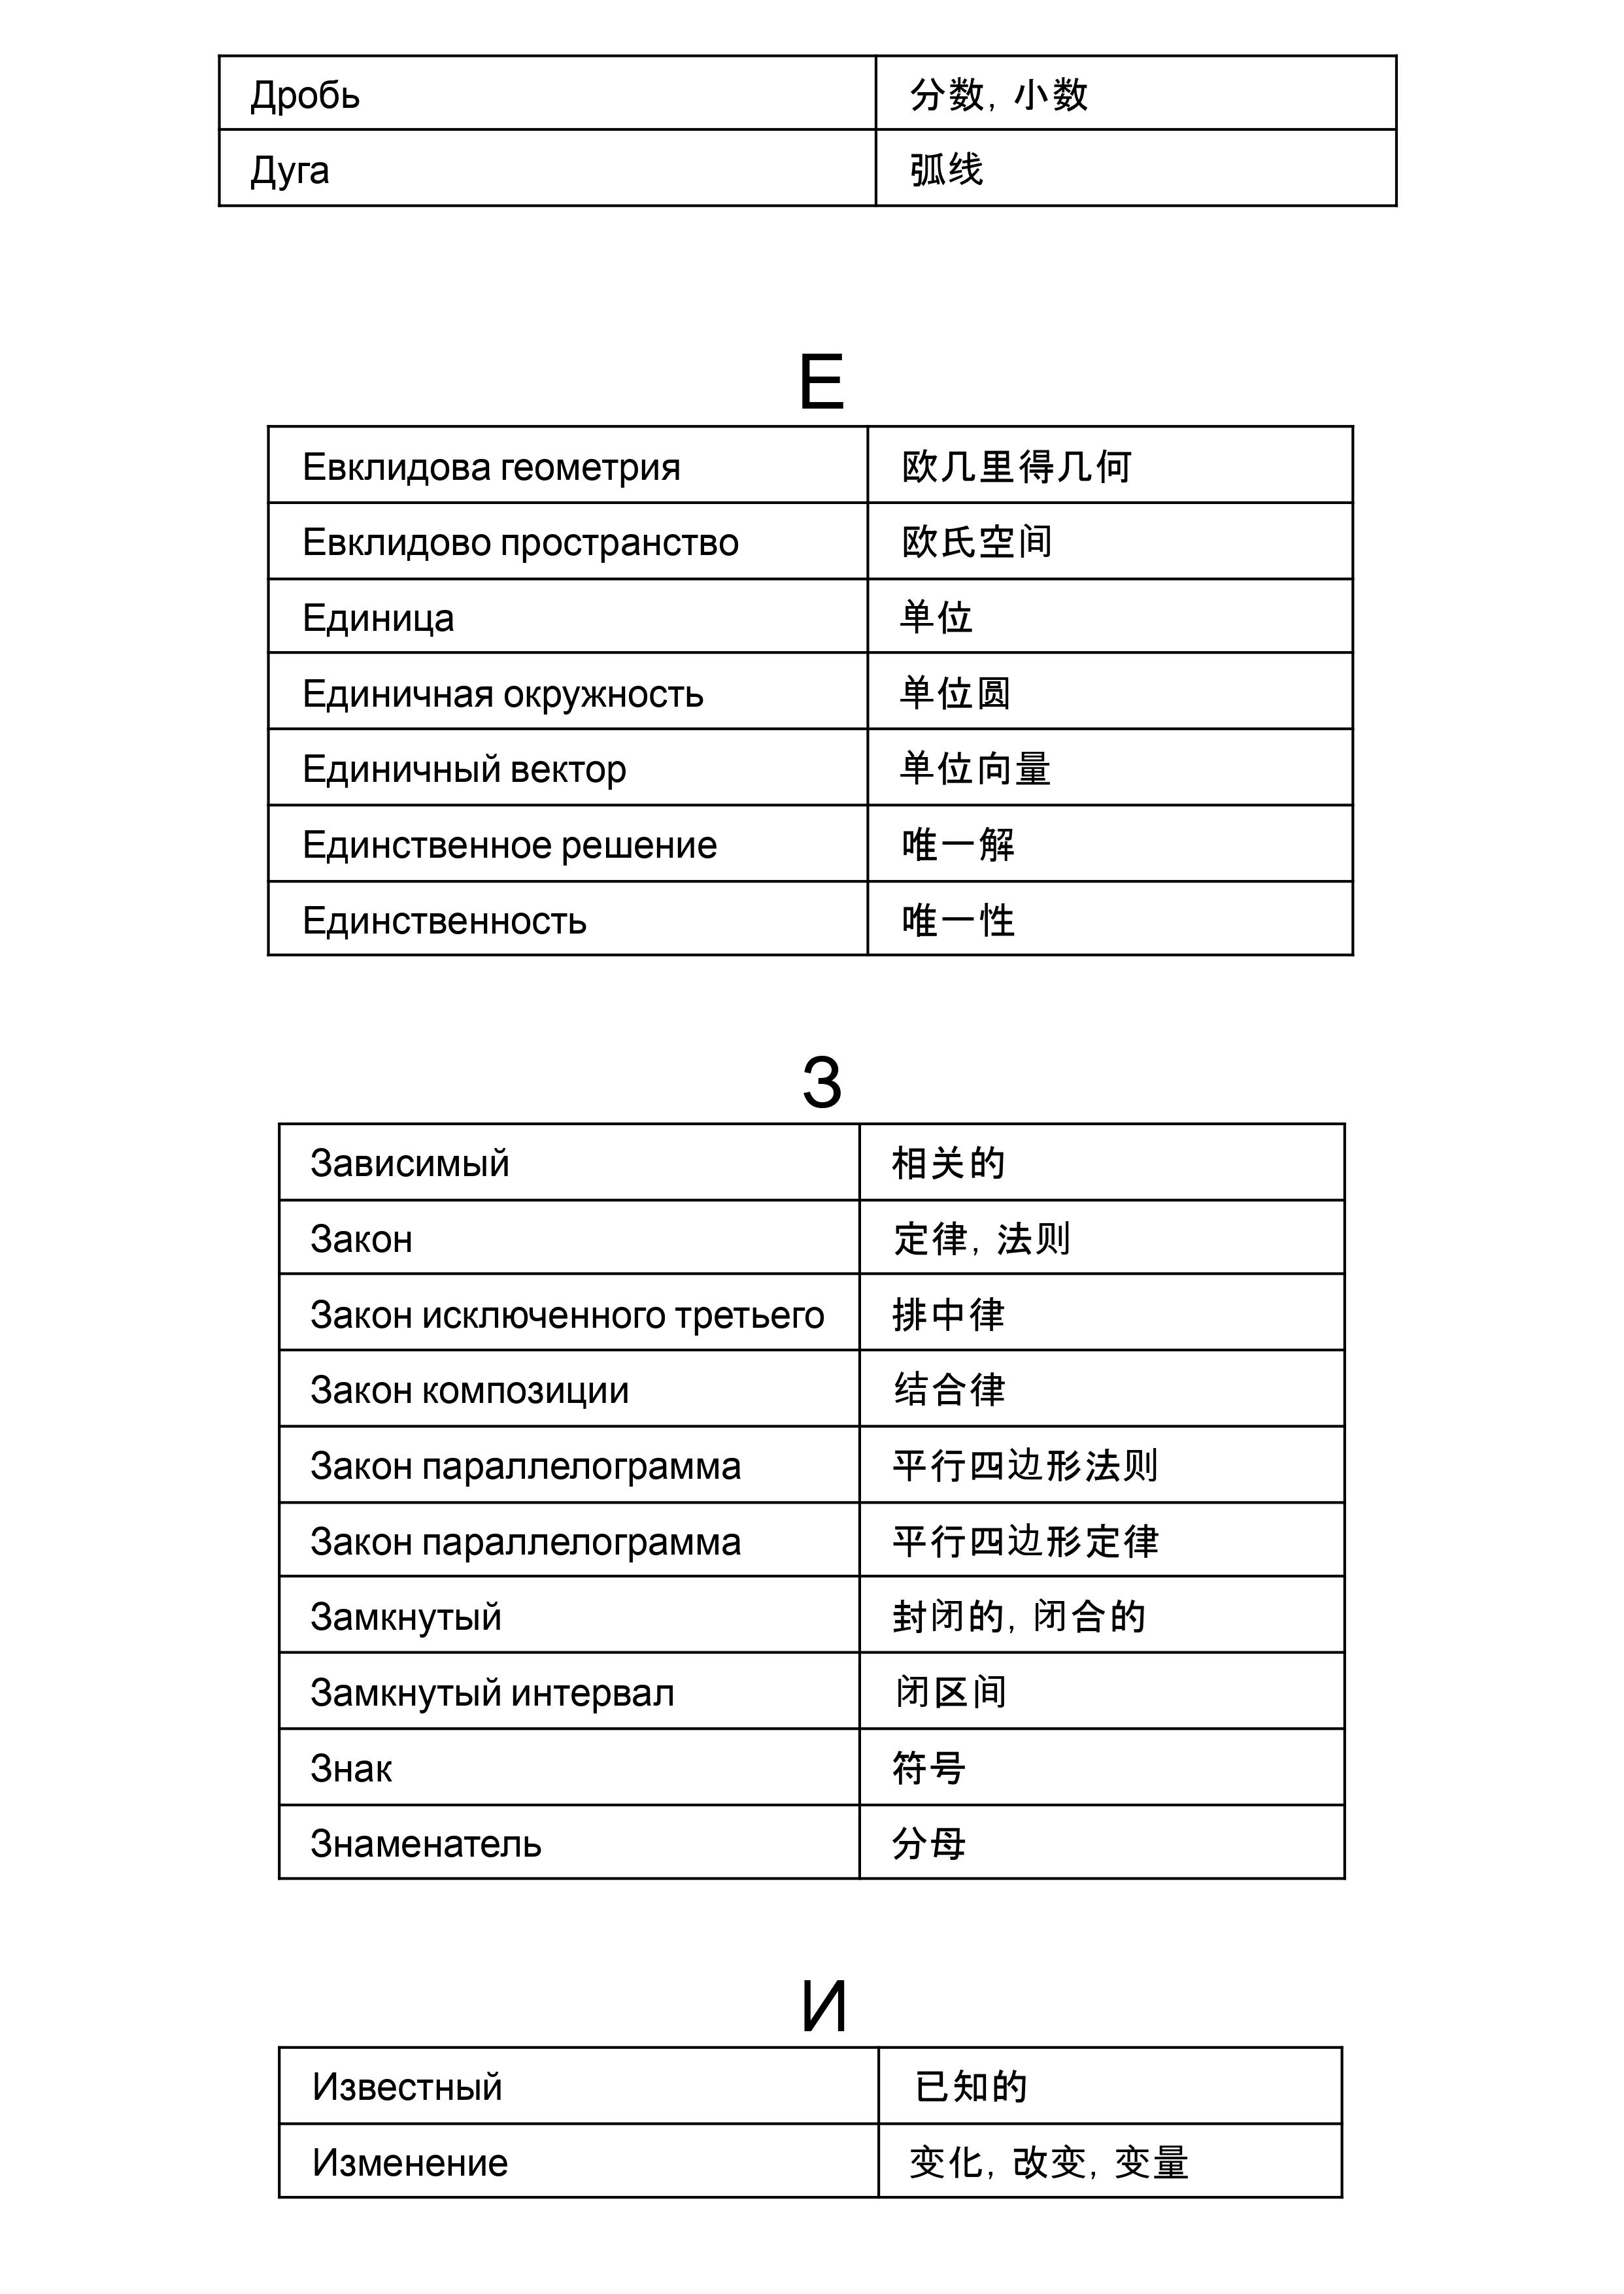 Дробь 分数, 小数
Дуга 弧线
Е
Евклидова геометрия 欧几里得几何
Евклидово пространство 欧氏空间
Единица 单位
Единичная окружность 单位圆
Единичный вектор 单位向量
Единственное решение 唯一解
Единственность 唯一性
З
Зависимый 相关的
Закон 定律, 法则
Закон исключенного третьего 排中律
Закон композиции 结合律
Закон параллелограмма 平行四边形法则
Закон параллелограмма 平行四边形定律
Замкнутый 封闭的, 闭合的
Замкнутый интервал 闭区间
Знак 符号
Знаменатель 分母
И
Известный 已知的
Изменение 变化, 改变, 变量